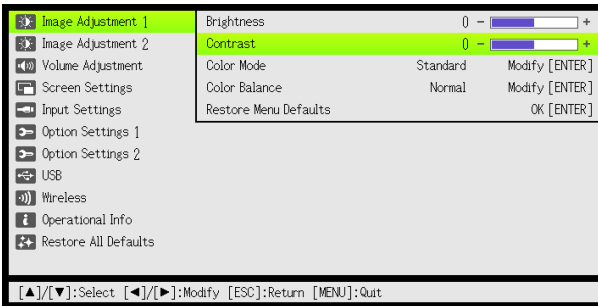 Image Adjustment 1
Image Adjustment 2
Volume Adjustment
Screen Settings
Input Settings
Option Settings 1
Option Settings 2
USB
Wireless
Operational Info
Restore All Defaults
Brightness 0 - +
Contrast 0 - +
Color Mode Standard Modify [ENTER]
Color Balance Normal Modify [ENTER]
Restore Menu Defaults OK [ENTER]
[▲]/[▼]:Select [◄]/[►]:Modify [ESC]:Return [MENU]:Quit